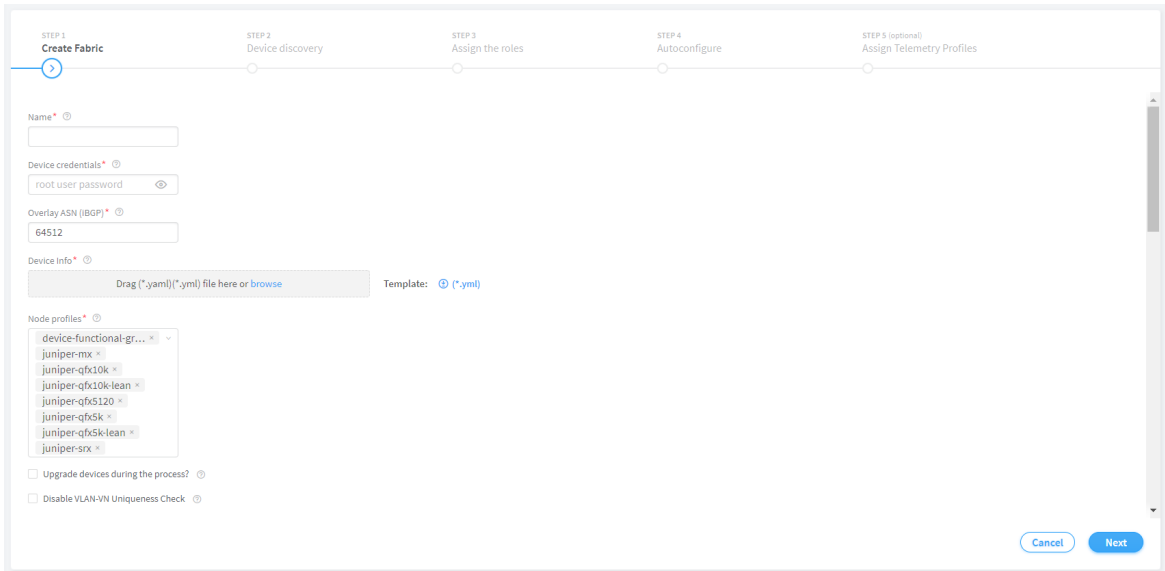 STEP 1
Create Fabric
STEP 2
Device discovery
STEP 3
Assign the roles
STEP 4
Autoconfigure
STEP 5 (optional)
Assign Telemetry Profiles
Name*
Device credentials*
root user password
Overlay ASN (iBGP)*
64512
Device Info*
Drag (*.yaml)(*.yml) file here or browse
Template: (*.yml)
Node profiles*
device-functional-gr... ×
juniper-mx ×
juniper-qfx10k ×
juniper-qfx10k-lean ×
juniper-qfx5120 ×
juniper-qfx5k ×
juniper-qfx5k-lean ×
juniper-srx ×
Upgrade devices during the process?
Disable VLAN-VN Uniqueness Check
Cancel
Next